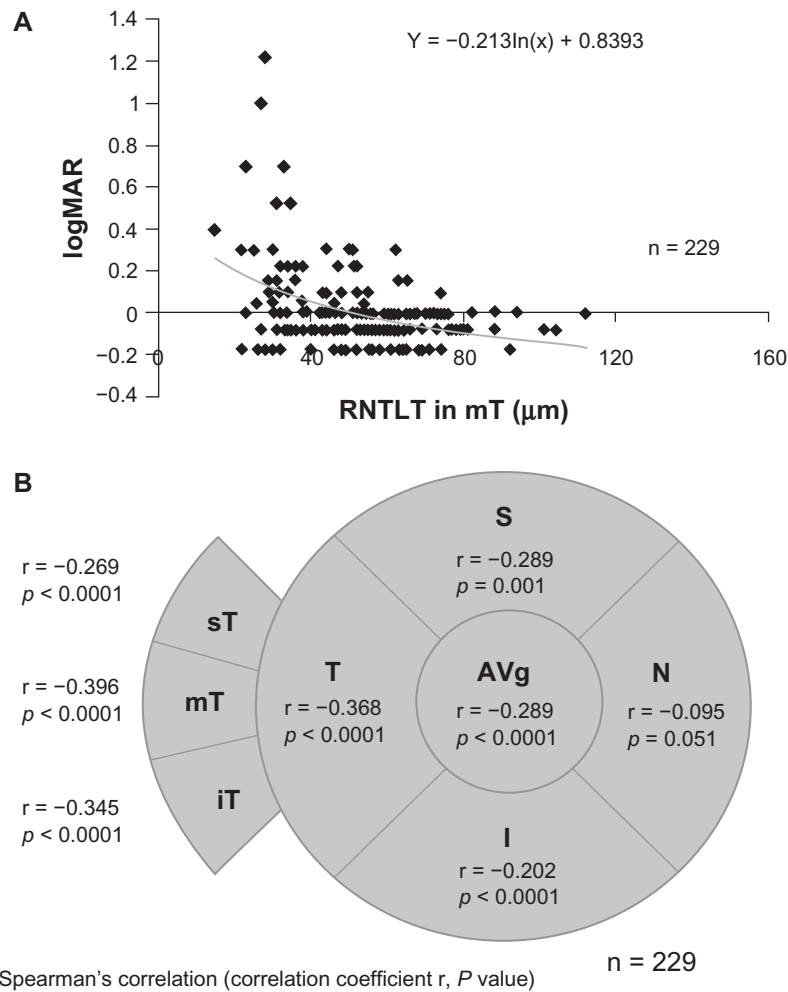 A
Y = −0.213ln(x) + 0.8393
1.4
1.2
1
0.8
0.6
0.4
0.2
0
−0.2
−0.4
logMAR
n = 229
0
40
80
120
160
RNTLT in mT (μm)
B
S
r = −0.289
p = 0.001
r = −0.269
p < 0.0001
sT
r = −0.396
p < 0.0001
mT
r = −0.345
p < 0.0001
iT
T
r = −0.368
p < 0.0001
AVg
r = −0.289
p < 0.0001
N
r = −0.095
p = 0.051
I
r = −0.202
p < 0.0001
n = 229
Spearman’s correlation (correlation coefficient r, P value)